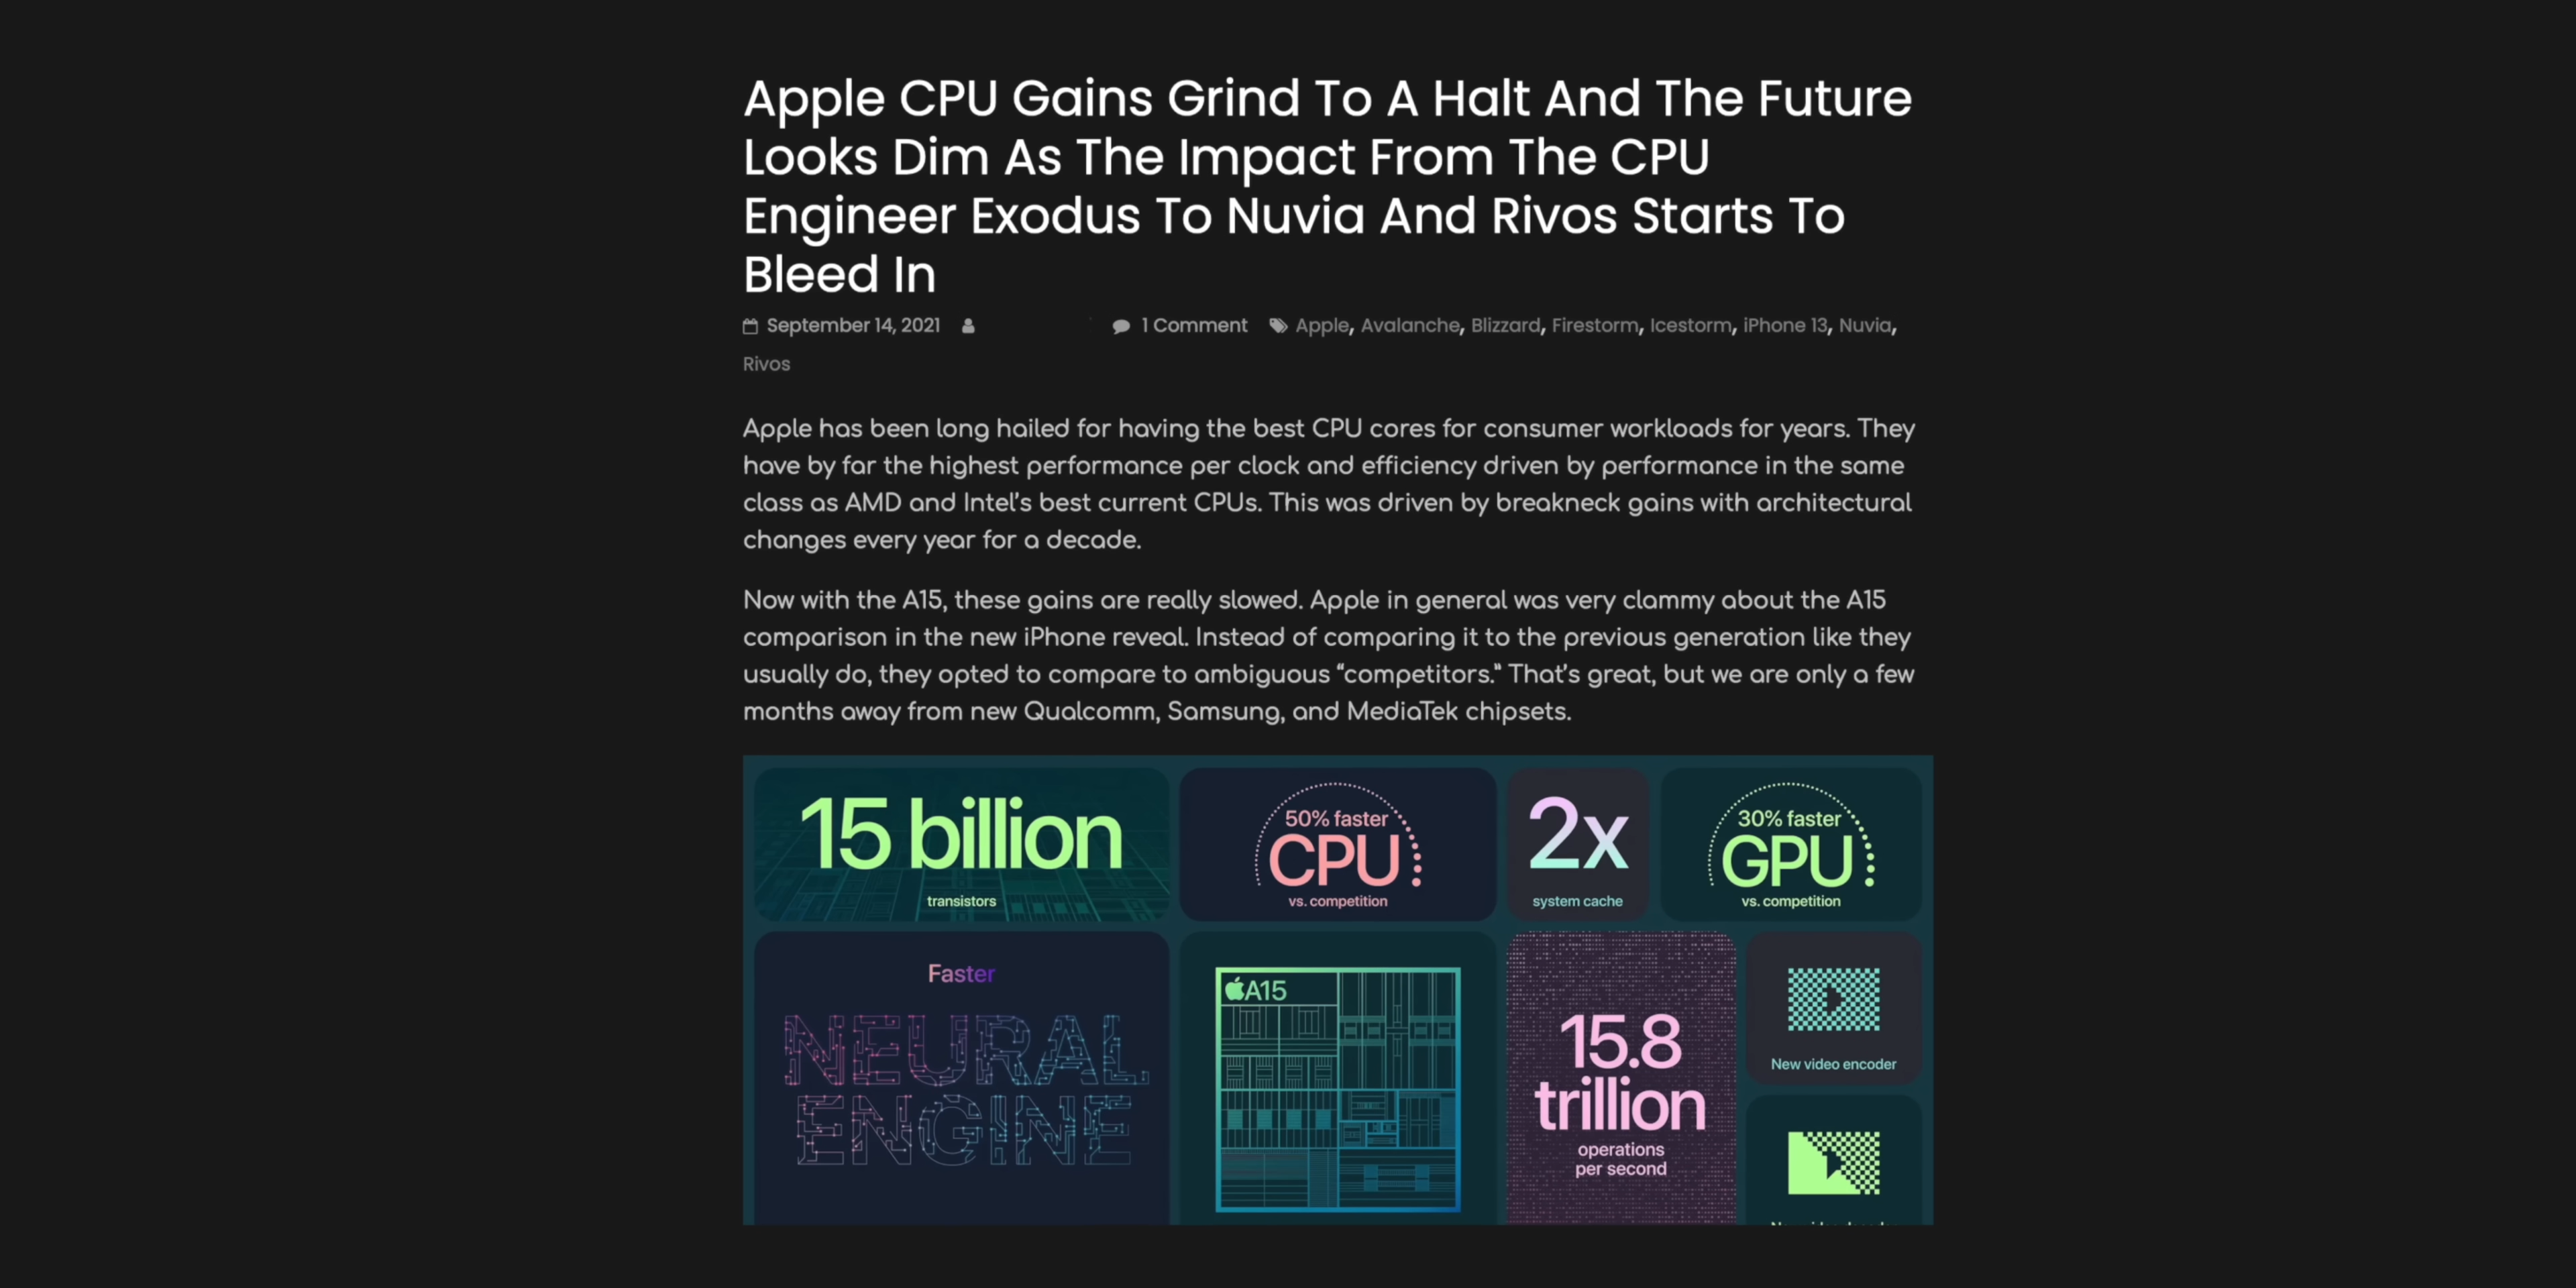 Apple CPU Gains Grind To A Halt And The Future
Looks Dim As The Impact From The CPU
Engineer Exodus To Nuvia And Rivos Starts To
Bleed In
September 14, 2021 1 Comment Apple, Avalanche, Blizzard, Firestorm, Icestorm, iPhone 13, Nuvia,
Rivos
Apple has been long hailed for having the best CPU cores for consumer workloads for years. They
have by far the highest performance per clock and efficiency driven by performance in the same
class as AMD and Intel’s best current CPUs. This was driven by breakneck gains with architectural
changes every year for a decade.
Now with the A15, these gains are really slowed. Apple in general was very clammy about the A15
comparison in the new iPhone reveal. Instead of comparing it to the previous generation like they
usually do, they opted to compare to ambiguous “competitors.” That’s great, but we are only a few
months away from new Qualcomm, Samsung, and MediaTek chipsets.
15 billion
transistors
50% faster
CPU
vs. competition
2x
system cache
30% faster
GPU
vs. competition
Faster
NEURAL
ENGINE
A15
15.8
trillion
operations
per second
New video encoder